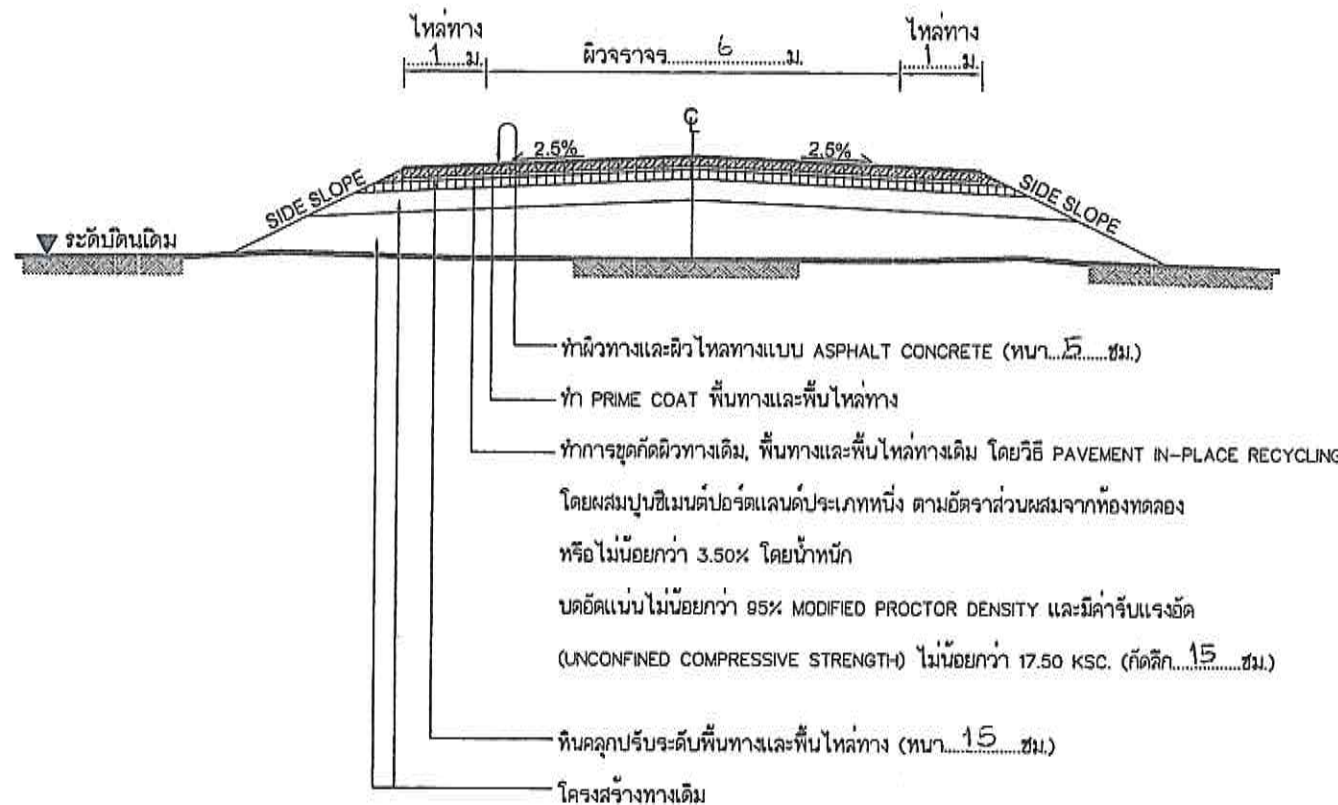 ไหล่ทาง
1 ม.
ผิวจราจร 6 ม.
ไหล่ทาง
1 ม.
C̲L
2.5%
2.5%
SIDE SLOPE
SIDE SLOPE
ระดับดินเดิม
ทำผิวทางและผิวไหล่ทางแบบ ASPHALT CONCRETE (หนา...5...ซม.)
ทำ PRIME COAT พื้นทางและพื้นไหล่ทาง
ทำการขุดกัดผิวทางเดิม, พื้นทางและพื้นไหล่ทางเดิม โดยวิธี PAVEMENT IN-PLACE RECYCLING
โดยผสมปูนซีเมนต์ปอร์ตแลนด์ประเภทหนึ่ง ตามอัตราส่วนผสมจากห้องทดลอง
หรือไม่น้อยกว่า 3.50% โดยน้ำหนัก
บดอัดแน่นไม่น้อยกว่า 95% MODIFIED PROCTOR DENSITY และมีค่ารับแรงอัด
(UNCONFINED COMPRESSIVE STRENGTH) ไม่น้อยกว่า 17.50 KSC. (กัดลึก...15...ซม.)
หินคลุกปรับระดับพื้นทางและพื้นไหล่ทาง (หนา...15...ซม.)
โครงสร้างทางเดิม